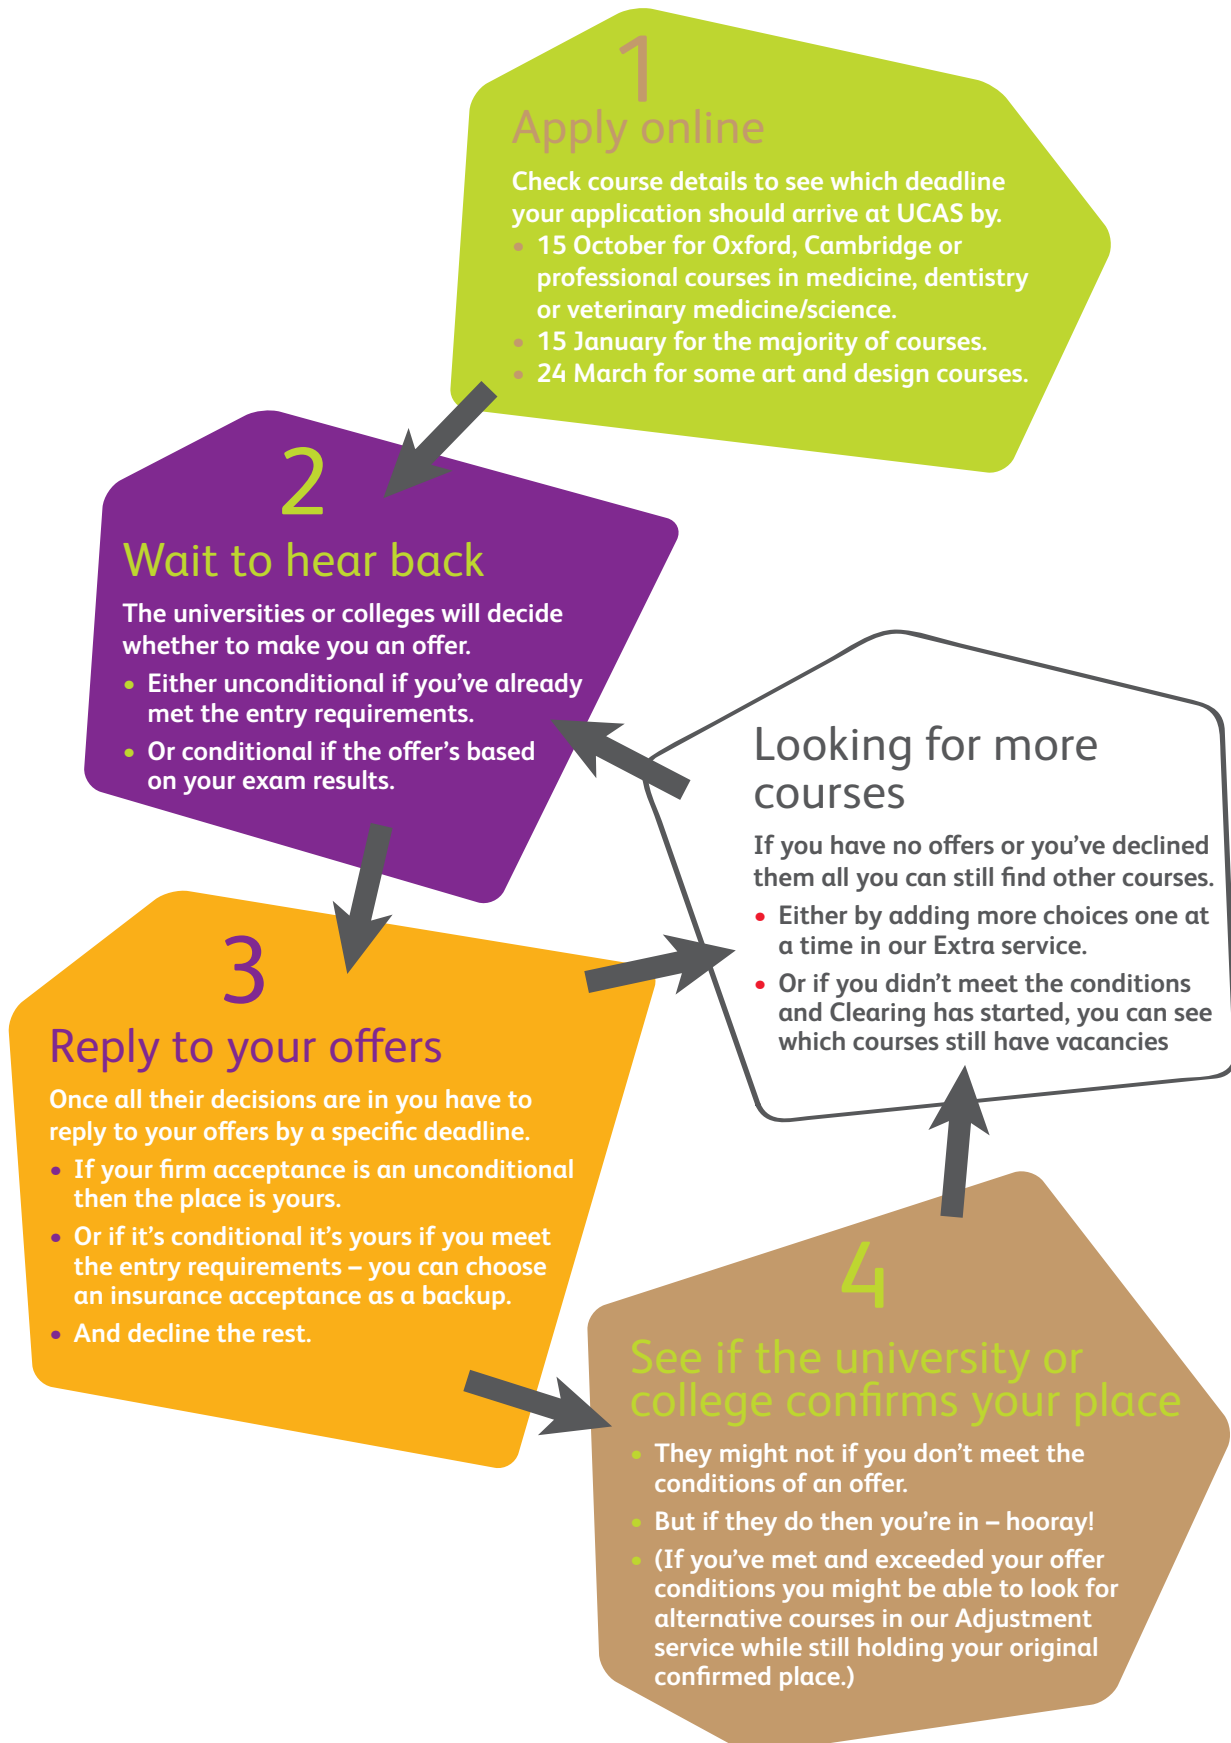 1
Apply online
Check course details to see which deadline
your application should arrive at UCAS by.
• 15 October for Oxford, Cambridge or
professional courses in medicine, dentistry
or veterinary medicine/science.
• 15 January for the majority of courses.
• 24 March for some art and design courses.
2
Wait to hear back
The universities or colleges will decide
whether to make you an offer.
• Either unconditional if you’ve already
met the entry requirements.
• Or conditional if the offer’s based
on your exam results.
Looking for more
courses
If you have no offers or you’ve declined
them all you can still find other courses.
• Either by adding more choices one at
a time in our Extra service.
• Or if you didn’t meet the conditions
and Clearing has started, you can see
which courses still have vacancies
3
Reply to your offers
Once all their decisions are in you have to
reply to your offers by a specific deadline.
• If your firm acceptance is an unconditional
then the place is yours.
• Or if it’s conditional it’s yours if you meet
the entry requirements – you can choose
an insurance acceptance as a backup.
• And decline the rest.
4
See if the university or
college confirms your place
• They might not if you don’t meet the
conditions of an offer.
• But if they do then you’re in – hooray!
• (If you’ve met and exceeded your offer
conditions you might be able to look for
alternative courses in our Adjustment
service while still holding your original
confirmed place.)